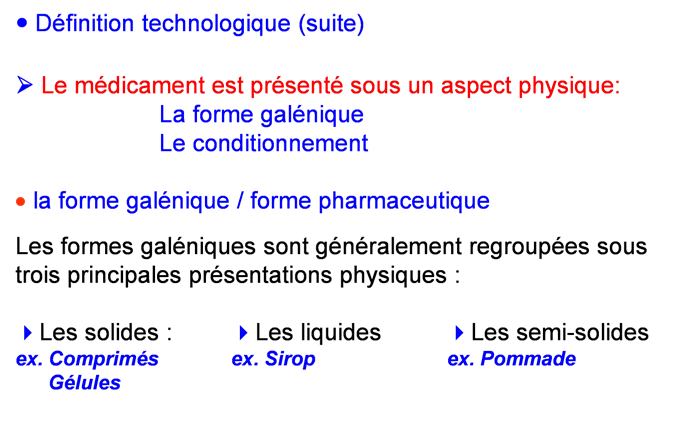 • Définition technologique (suite)
➢ Le médicament est présenté sous un aspect physique:
La forme galénique
Le conditionnement
• la forme galénique / forme pharmaceutique
Les formes galéniques sont généralement regroupées sous
trois principales présentations physiques :
Les solides : Les liquides Les semi-solides
ex. Comprimés ex. Sirop ex. Pommade
Gélules